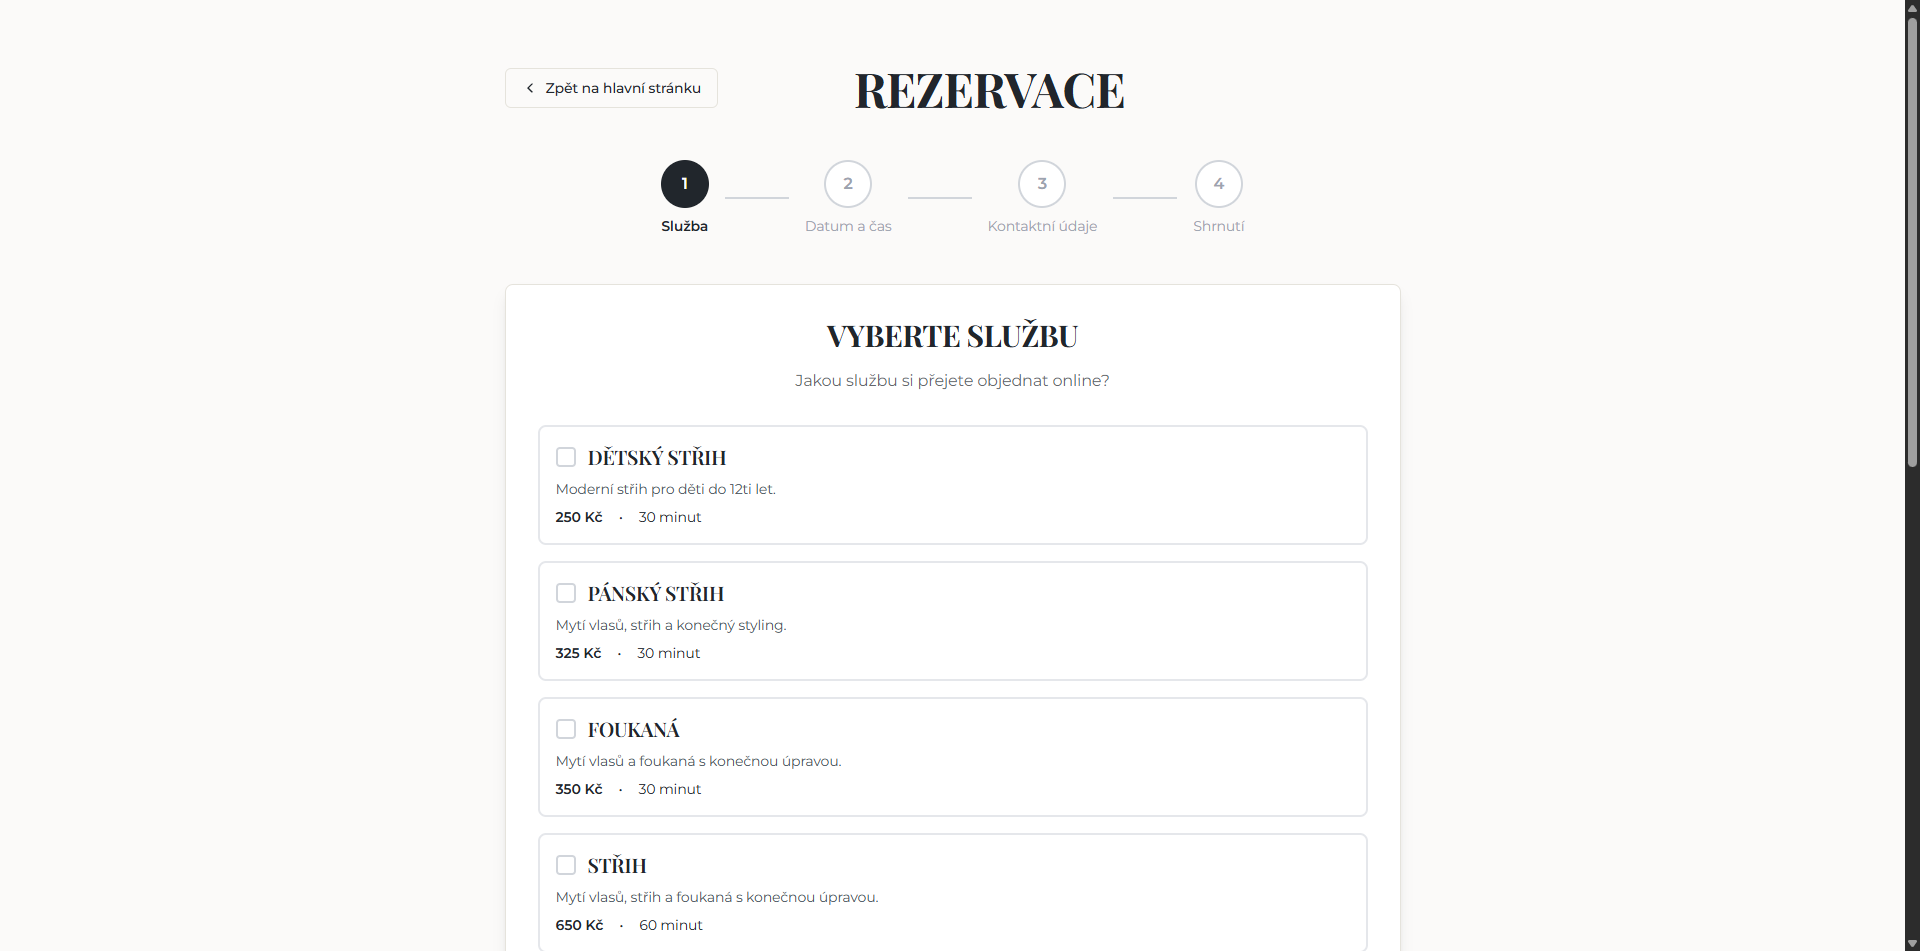 Zpět na hlavní stránku
REZERVACE
1
2
3
4
Služba
Datum a čas
Kontaktní údaje
Shrnutí
VYBERTE SLUŽBU
Jakou službu si přejete objednat online?
DĚTSKÝ STŘIH
Moderní střih pro děti do 12ti let.
250 Kč • 30 minut
PÁNSKÝ STŘIH
Mytí vlasů, střih a konečný styling.
325 Kč • 30 minut
FOUKANÁ
Mytí vlasů a foukaná s konečnou úpravou.
350 Kč • 30 minut
STŘIH
Mytí vlasů, střih a foukaná s konečnou úpravou.
650 Kč • 60 minut